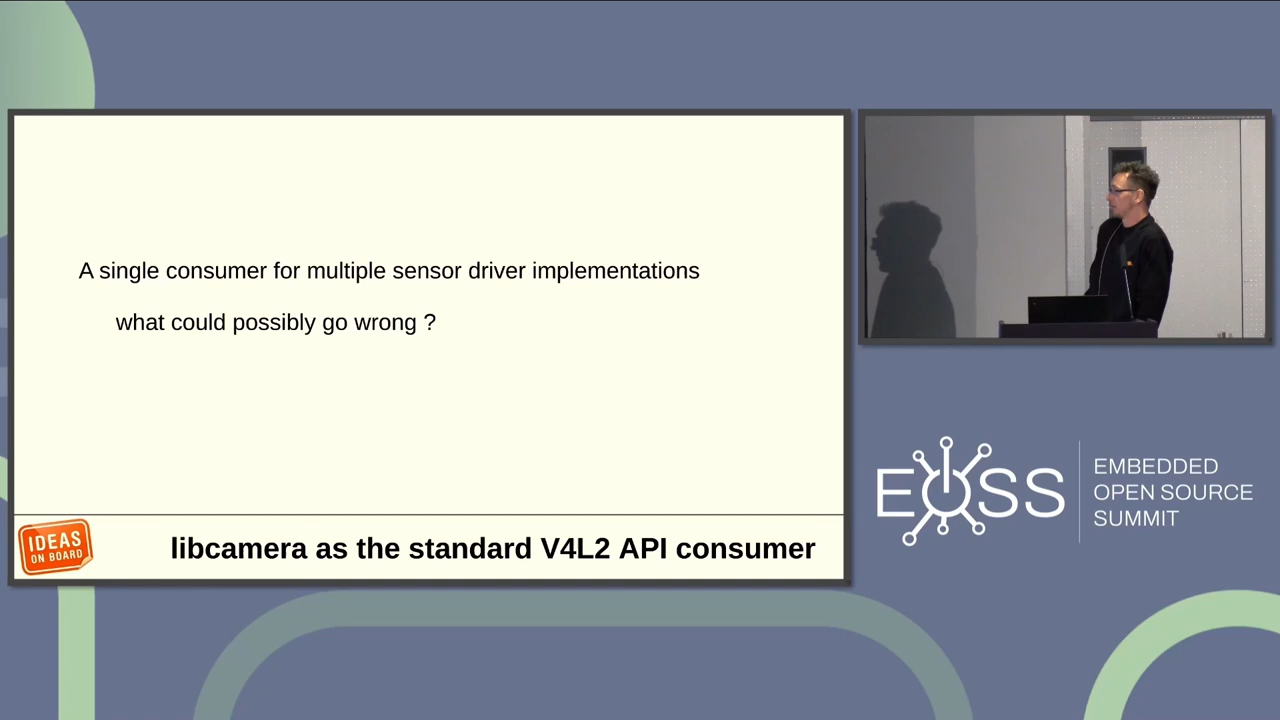 A single consumer for multiple sensor driver implementations
what could possibly go wrong ?
IDEAS
ON BOARD
libcamera as the standard V4L2 API consumer
EOSS
EMBEDDED
OPEN SOURCE
SUMMIT